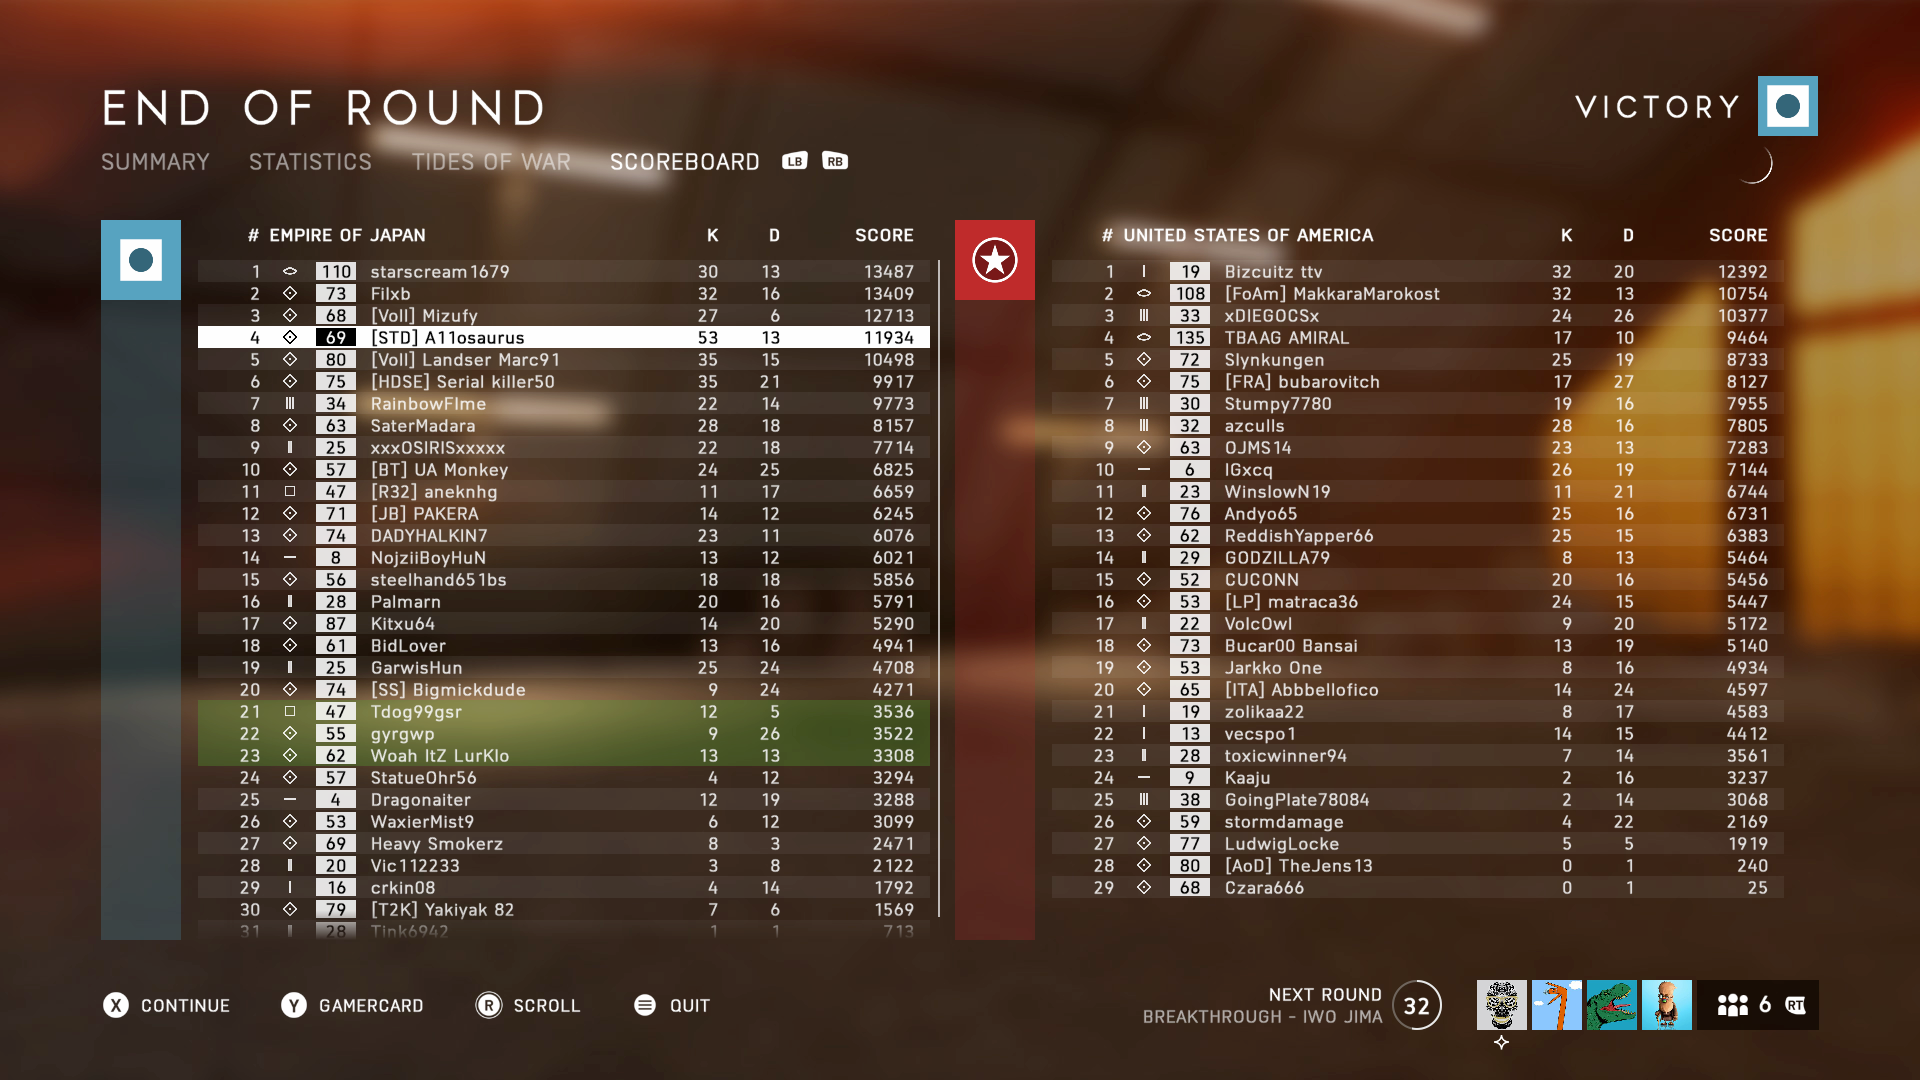 END OF ROUND
VICTORY
SUMMARY STATISTICS TIDES OF WAR SCOREBOARD LB RB
# EMPIRE OF JAPAN K D SCORE
1 110 starscream1679 30 13 13487
2 73 Filxb 32 16 13409
3 68 [Voll] Mizufy 27 6 12713
4 69 [STD] A11osaurus 53 13 11934
5 80 [Voll] Landser Marc91 35 15 10498
6 75 [HDSE] Serial killer50 35 21 9917
7 34 RainbowFlme 22 14 9773
8 63 SaterMadara 28 18 8157
9 25 xxxOSIRISxxxxx 22 18 7714
10 57 [BT] UA Monkey 24 25 6825
11 47 [R32] aneknhg 11 17 6659
12 71 [JB] PAKERA 14 12 6245
13 74 DADYHALKIN7 23 11 6076
14 8 NojziiBoyHuN 13 12 6021
15 56 steelhand651bs 18 18 5856
16 28 Palmarn 20 16 5791
17 87 Kitxu64 14 20 5290
18 61 BidLover 13 16 4941
19 25 GarwisHun 25 24 4708
20 74 [SS] Bigmickdude 9 24 4271
21 47 Tdog99gsr 12 5 3536
22 55 gyrgwp 9 26 3522
23 62 Woah ItZ LurKlo 13 13 3308
24 57 StatueOhr56 4 12 3294
25 4 Dragonaiter 12 19 3288
26 53 WaxierMist9 6 12 3099
27 69 Heavy Smokerz 8 3 2471
28 20 Vic112233 3 8 2122
29 16 crkin08 4 14 1792
30 79 [T2K] Yakiyak 82 7 6 1569
31 28 Tink6942 1 1 713
# UNITED STATES OF AMERICA K D SCORE
1 19 Bizcuitz ttv 32 20 12392
2 108 [FoAm] MakkaraMarokost 32 13 10754
3 33 xDIEGOCSx 24 26 10377
4 135 TBAAG AMIRAL 17 10 9464
5 72 Slynkungen 25 19 8733
6 75 [FRA] bubarovitch 17 27 8127
7 30 Stumpy7780 19 16 7955
8 32 azculls 28 16 7805
9 63 OJMS14 23 13 7283
10 6 IGxcq 26 19 7144
11 23 WinslowN19 11 21 6744
12 76 Andyo65 25 16 6731
13 62 ReddishYapper66 25 15 6383
14 29 GODZILLA79 8 13 5464
15 52 CUCONN 20 16 5456
16 53 [LP] matraca36 24 15 5447
17 22 VolcOwl 9 20 5172
18 73 Bucar00 Bansai 13 19 5140
19 53 Jarkko One 8 16 4934
20 65 [ITA] Abbbellofico 14 24 4597
21 19 zolikaa22 8 17 4583
22 13 vecspo1 14 15 4412
23 28 toxicwinner94 7 14 3561
24 9 Kaaju 2 16 3237
25 38 GoingPlate78084 2 14 3068
26 59 stormdamage 4 22 2169
27 77 LudwigLocke 5 5 1919
28 80 [AoD] TheJens13 0 1 240
29 68 Czara666 0 1 25
X CONTINUE Y GAMERCARD R SCROLL QUIT
NEXT ROUND
BREAKTHROUGH - IWO JIMA
32
6 RT